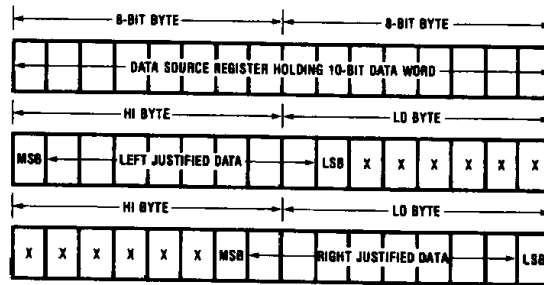 8-BIT BYTE 8-BIT BYTE
DATA SOURCE REGISTER HOLDING 10-BIT DATA WORD
HI BYTE LO BYTE
MSB LEFT JUSTIFIED DATA LSB X X X X X X
HI BYTE LO BYTE
X X X X X X MSB RIGHT JUSTIFIED DATA LSB